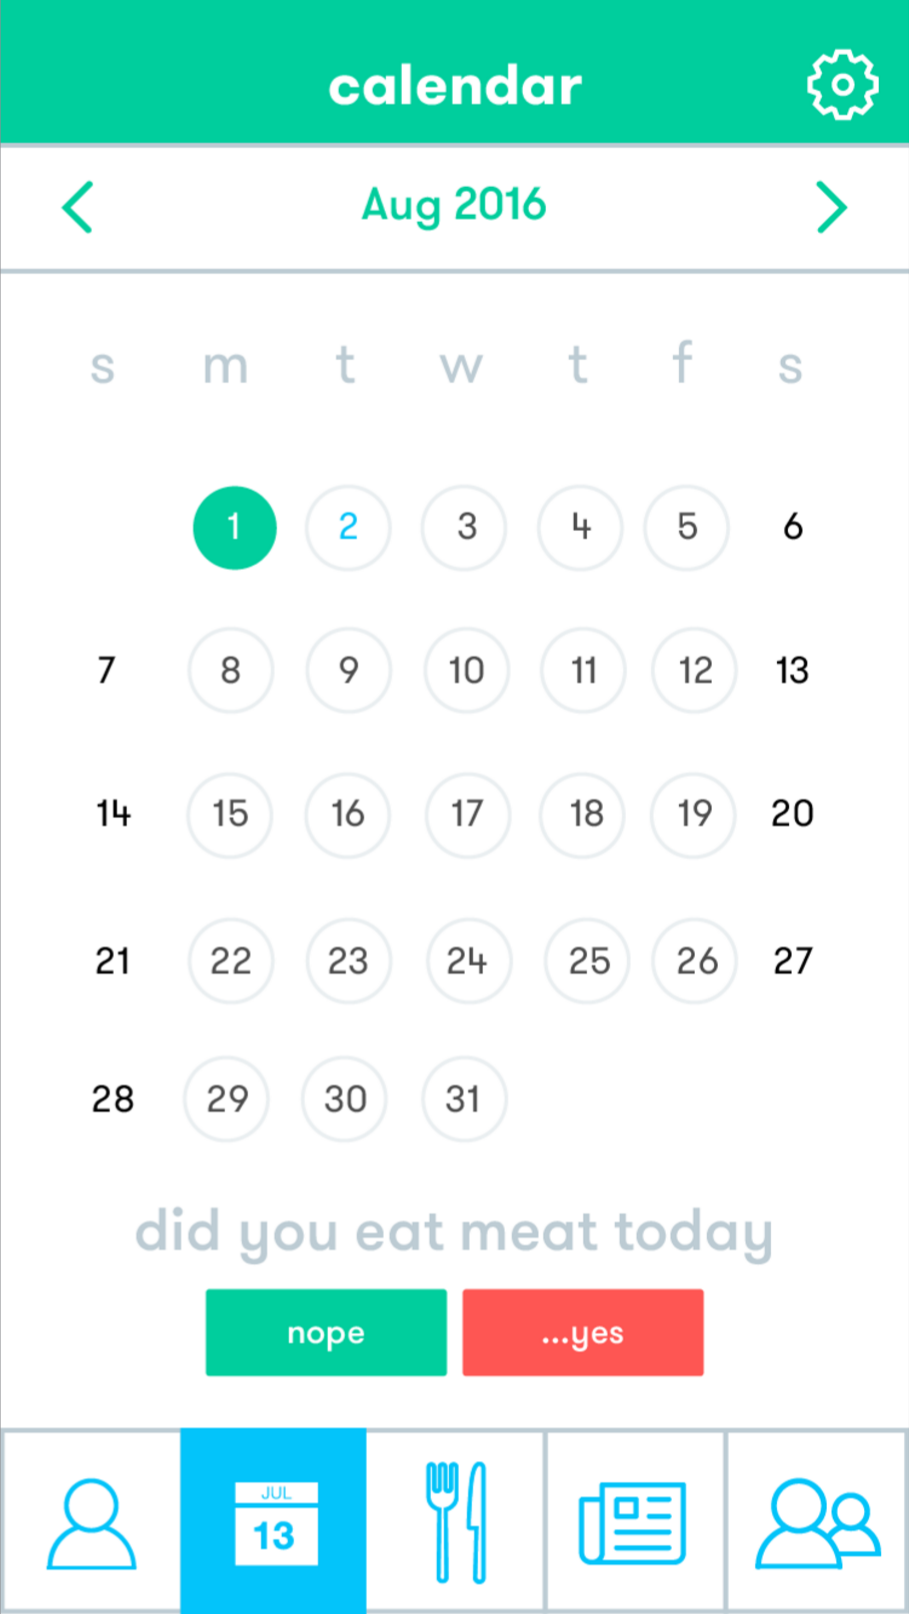 calendar
Aug 2016
s m t w t f s
1 2 3 4 5 6
7 8 9 10 11 12 13
14 15 16 17 18 19 20
21 22 23 24 25 26 27
28 29 30 31
did you eat meat today
nope ...yes
JUL
13